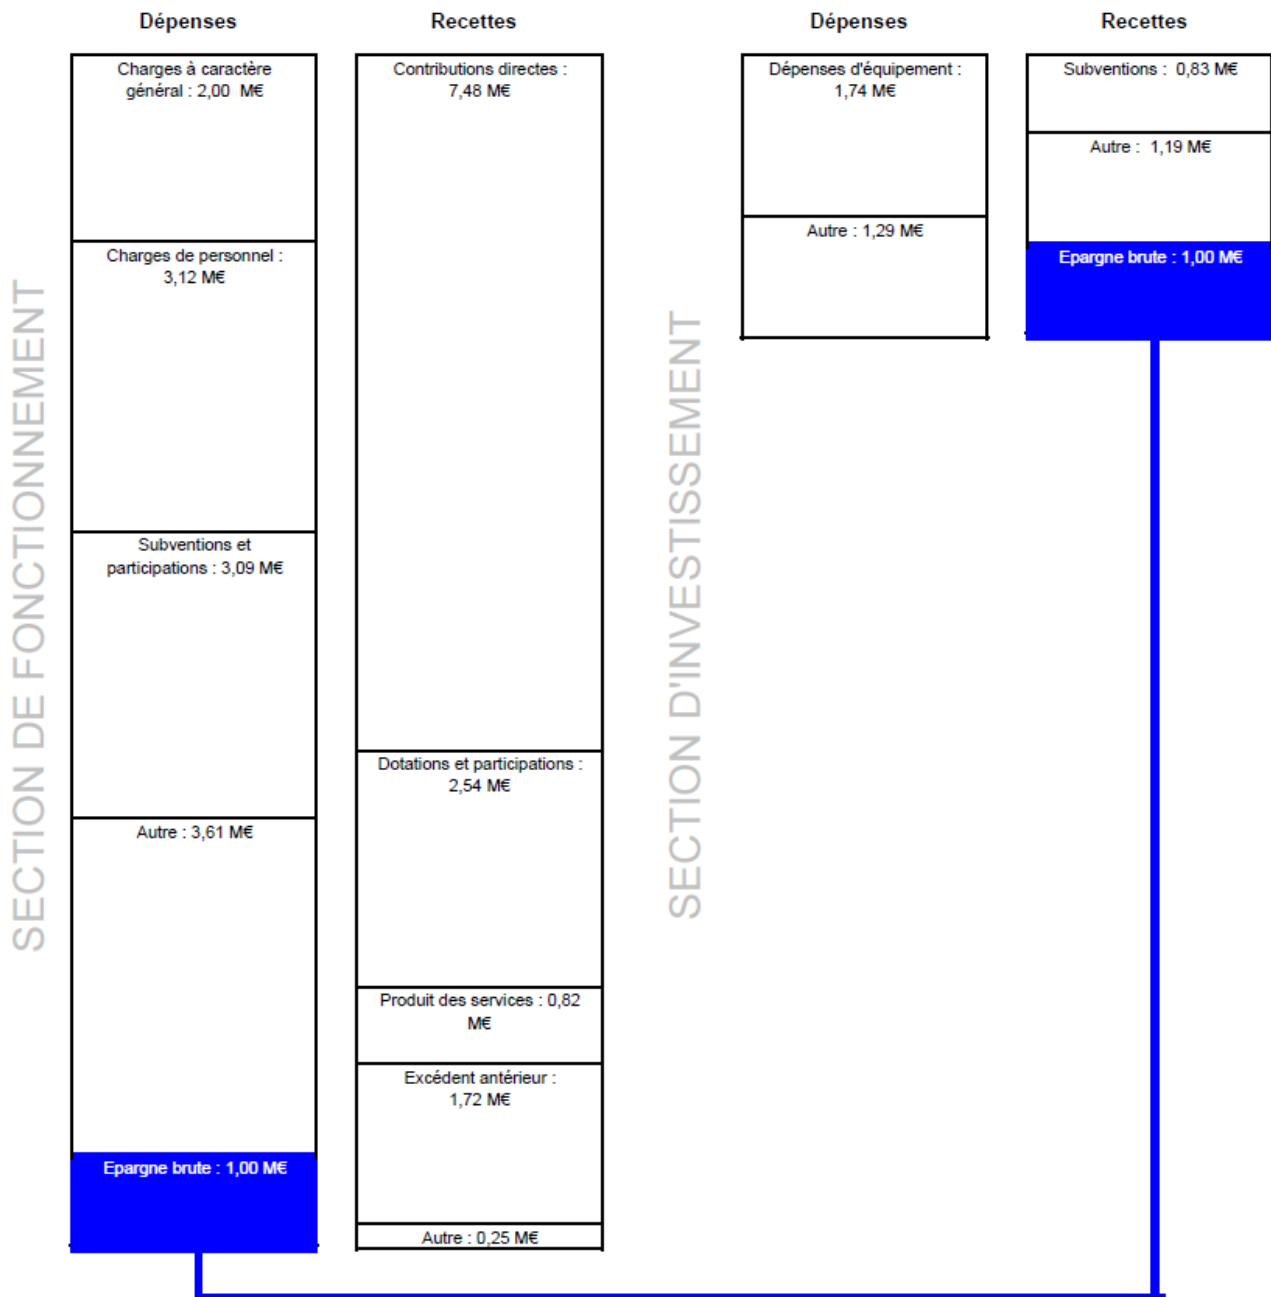 Dépenses
Recettes
SECTION DE FONCTIONNEMENT
Charges à caractère
général : 2,00 M€
Charges de personnel :
3,12 M€
Subventions et
participations : 3,09 M€
Autre : 3,61 M€
Epargne brute : 1,00 M€
Contributions directes :
7,48 M€
Dotations et participations :
2,54 M€
Produit des services : 0,82
M€
Excédent antérieur :
1,72 M€
Autre : 0,25 M€
Dépenses
Recettes
SECTION D'INVESTISSEMENT
Dépenses d'équipement :
1,74 M€
Autre : 1,29 M€
Subventions : 0,83 M€
Autre : 1,19 M€
Epargne brute : 1,00 M€